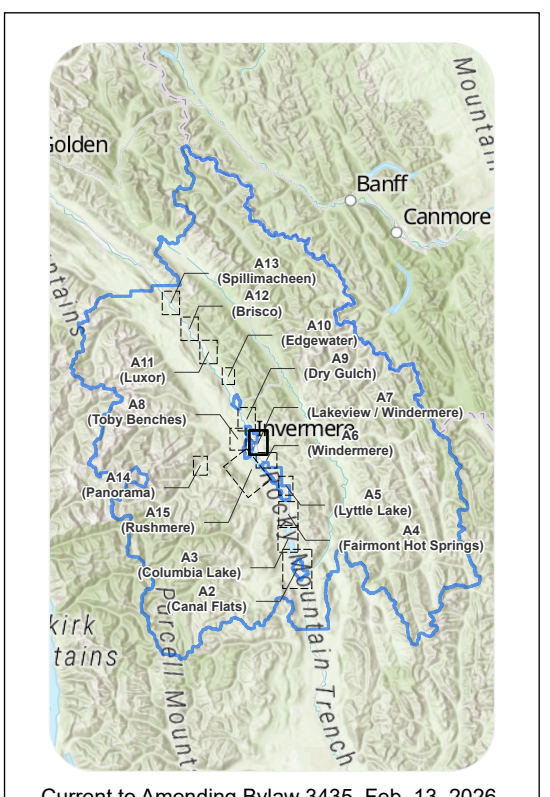 Mountain
Golden
Banff
Canmore
ntains
A13
(Spillimacheen)
A12
(Brisco)
A10
(Edgewater)
A11
(Luxor)
A9
(Dry Gulch)
A7
(Lakeview / Windermere)
A8
(Toby Benches)
Invermere
A6
(Windermere)
A14
(Panorama)
A15
(Rushmere)
A5
(Lyttle Lake)
A4
(Fairmont Hot Springs)
A3
(Columbia Lake)
A2
(Canal Flats)
Rocky Mountain Trench
Purcell Mount
kirk
tains
Current to Amending Bylaw 3435, Feb. 13, 2026